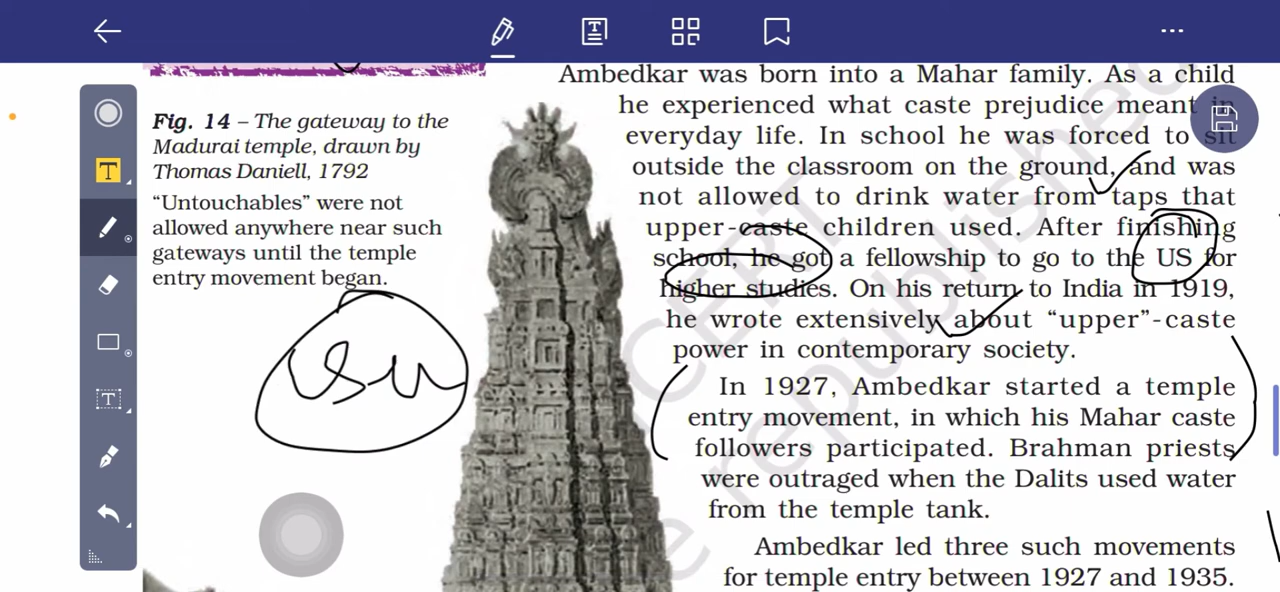 Fig. 14 – The gateway to the
Madurai temple, drawn by
Thomas Daniell, 1792
“Untouchables” were not
allowed anywhere near such
gateways until the temple
entry movement began.
Ambedkar was born into a Mahar family. As a child
he experienced what caste prejudice meant in
everyday life. In school he was forced to sit
outside the classroom on the ground, and was
not allowed to drink water from taps that
upper-caste children used. After finishing
school, he got a fellowship to go to the US for
higher studies. On his return to India in 1919,
he wrote extensively about “upper”-caste
power in contemporary society.
In 1927, Ambedkar started a temple
entry movement, in which his Mahar caste
followers participated. Brahman priests
were outraged when the Dalits used water
from the temple tank.
Ambedkar led three such movements
for temple entry between 1927 and 1935.